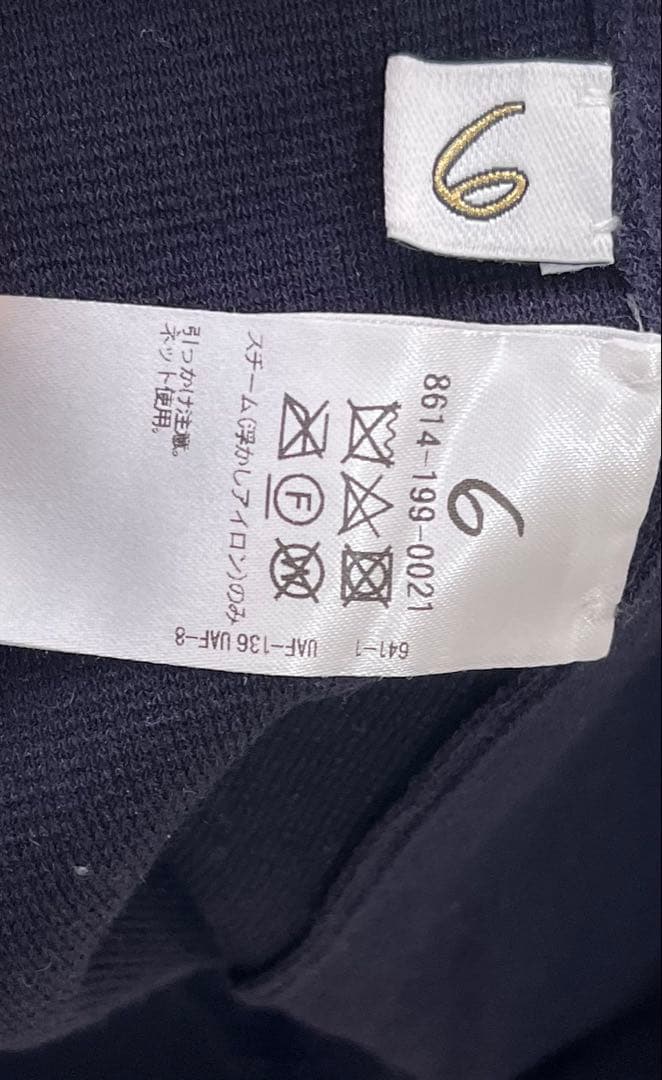 6
6
8614-199-0021
F
W
スチーム(浮かしアイロン)のみ
引っかけ注意。
ネット使用。
641-1
UAF-136 UAF-8